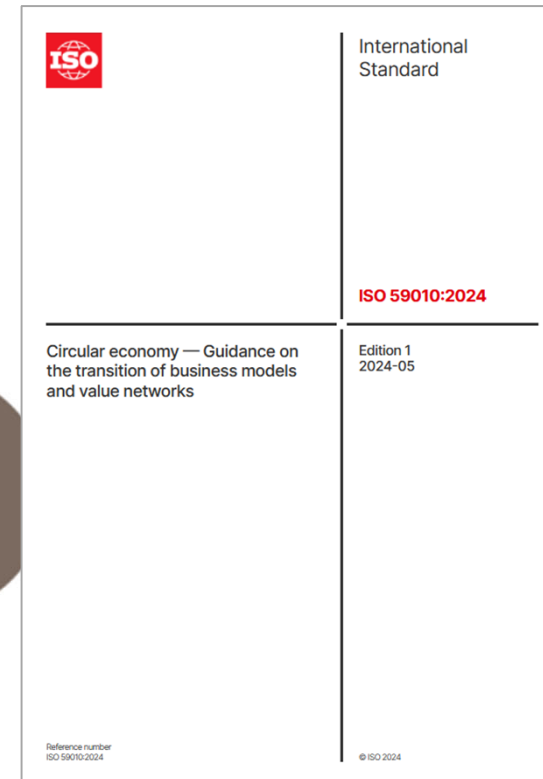 ISO
International
Standard
ISO 59010:2024
Circular economy — Guidance on
the transition of business models
and value networks
Edition 1
2024-05
Reference number
ISO 59010:2024
© ISO 2024